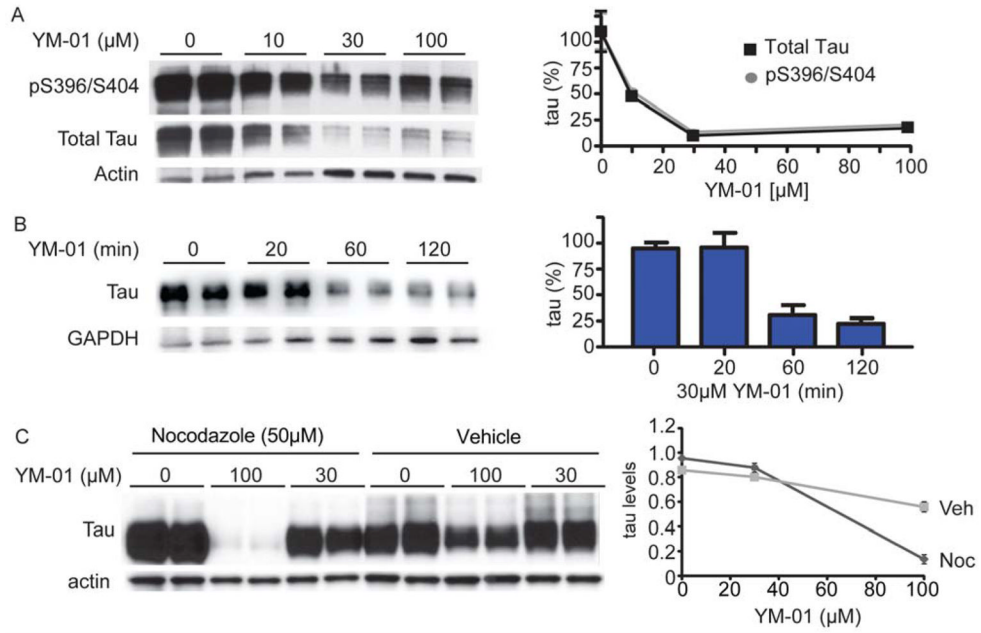 A
YM-01 (µM) 0 10 30 100
pS396/S404
Total Tau
Actin
tau (%)
100
75
50
25
0
0 20 40 60 80 100
YM-01 [µM]
Total Tau
pS396/S404
B
YM-01 (min) 0 20 60 120
Tau
GAPDH
tau (%)
100
75
50
25
0
0 20 60 120
30µM YM-01 (min)
C
Nocodazole (50µM) Vehicle
YM-01 (µM) 0 100 30 0 100 30
Tau
actin
tau levels
1.2
1.0
0.8
0.6
0.4
0.2
0
0 20 40 60 80 100
YM-01 (µM)
Veh
Noc